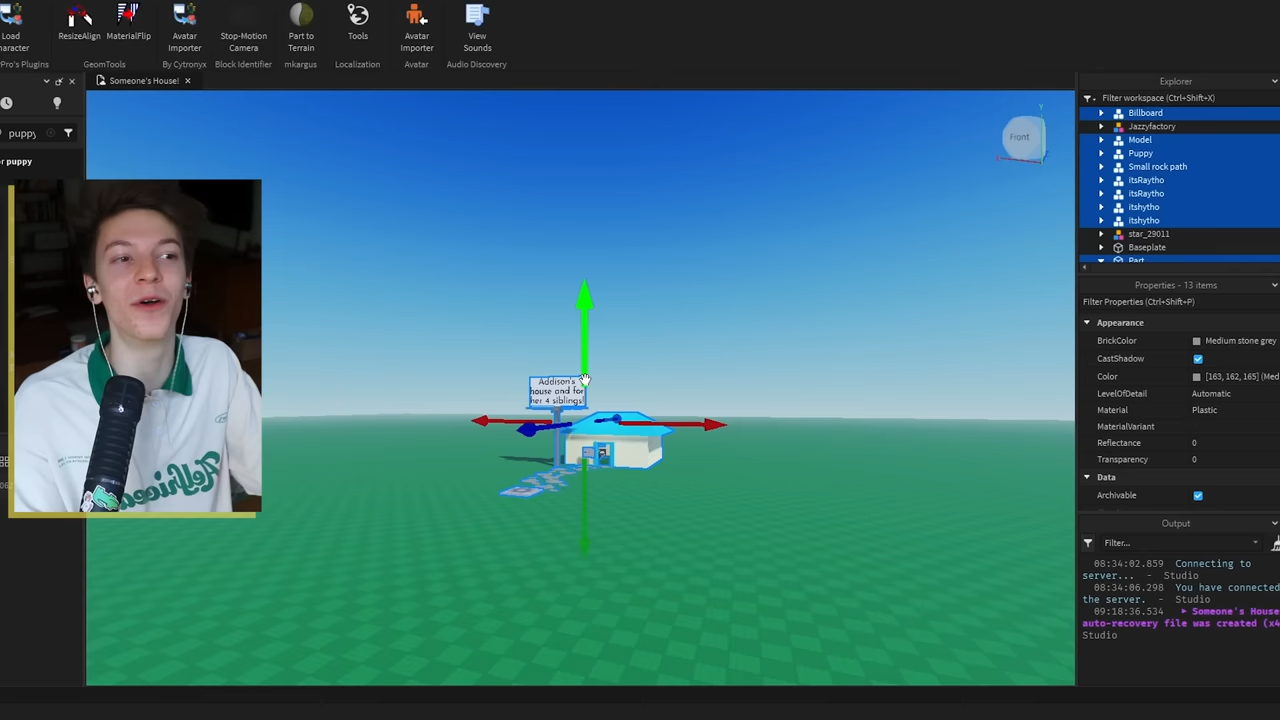 Load
ResizeAlign
MaterialFlip
Avatar
Importer
Stop-Motion
Camera
Part to
Terrain
Tools
Avatar
Importer
View
Sounds
GeomTools
By Cytronyx
Block Identifier
mkargus
Localization
Avatar
Audio Discovery
Someone's House!
puppy
puppy
Front
Y
Addison's
house and for
her 4 siblings!
Explorer
Filter workspace (Ctrl+Shift+X)
Billboard
Jazzyfactory
Model
Puppy
Small rock path
itsRaytho
itsRaytho
itshytho
itshytho
star_29011
Baseplate
Part
Properties - 13 items
Filter Properties (Ctrl+Shift+P)
Appearance
BrickColor Medium stone grey
CastShadow
Color [163, 162, 165] (Med
LevelOfDetail Automatic
Material Plastic
MaterialVariant
Reflectance 0
Transparency 0
Data
Archivable
Output
Filter...
08:34:02.859 Connecting to
server... - Studio
08:34:06.298 You have connected
the server. - Studio
09:18:36.534 Someone's House
auto-recovery file was created (x4
Studio